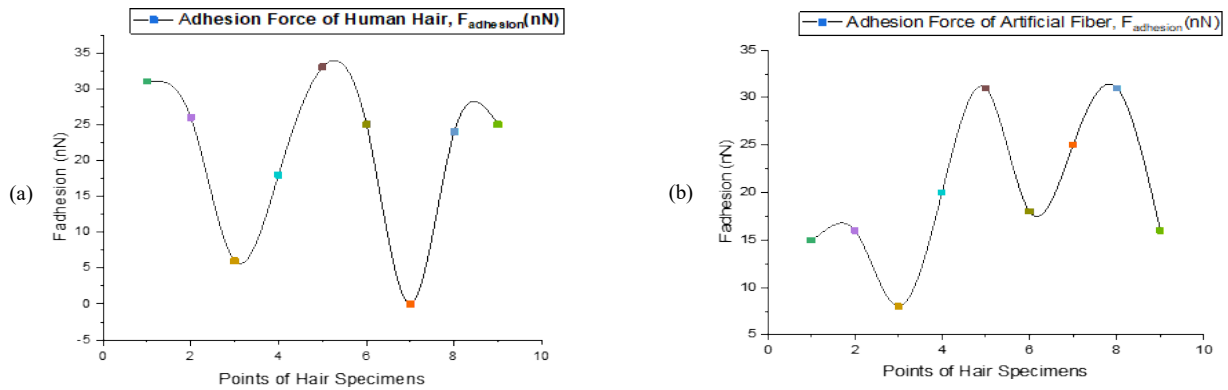 Adhesion Force of Human Hair, Fadhesion(nN)
(a)
Fadhesion (nN)
35
30
25
20
15
10
5
0
-5
0 2 4 6 8 10
Points of Hair Specimens
Adhesion Force of Artificial Fiber, Fadhesion(nN)
(b)
Fadhesion (nN)
35
30
25
20
15
10
5
0 2 4 6 8 10
Points of Hair Specimens